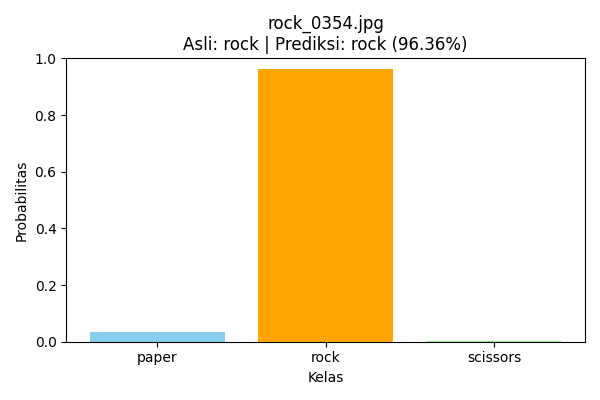 rock_0354.jpg
Asli: rock | Prediksi: rock (96.36%)
1.0
0.8
0.6
0.4
0.2
0.0
Probabilitas
paper rock scissors
Kelas